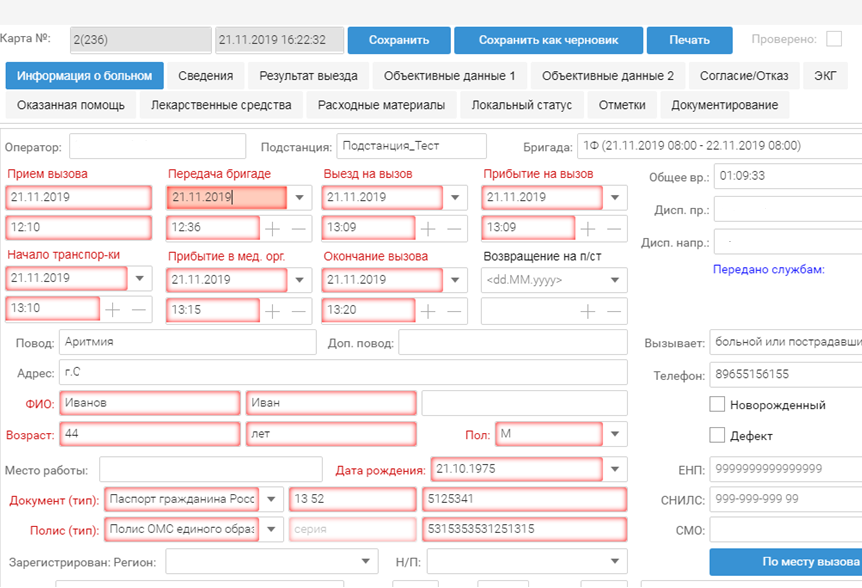 Карта №: 2(236) 21.11.2019 16:22:32 Сохранить Сохранить как черновик Печать Проверено:
Информация о больном Сведения Результат выезда Объективные данные 1 Объективные данные 2 Согласие/Отказ ЭКГ
Оказанная помощь Лекарственные средства Расходные материалы Локальный статус Отметки Документирование
Оператор: Подстанция: Подстанция_Тест Бригада: 1Ф (21.11.2019 08:00 - 22.11.2019 08:00)
Прием вызова Передача бригаде Выезд на вызов Прибытие на вызов Общее вр.: 01:09:33
21.11.2019 21.11.2019 21.11.2019 21.11.2019
Дисп. пр.:
12:10 12:36 13:09 13:09
Дисп. напр.: -
Начало транспор-ки Прибытие в мед. орг. Окончание вызова Возвращение на п/ст
Передано службам:
21.11.2019 21.11.2019 21.11.2019 <dd.MM.yyyy>
13:10 13:15 13:20
Повод: Аритмия Доп. повод: Вызывает: больной или пострадавши
Адрес: г.С
Телефон: 89655156155
ФИО: Иванов Иван
Новорожденный
Возраст: 44 лет Пол: М
Дефект
Место работы: Дата рождения: 21.10.1975 ЕНП: 9999999999999999
Документ (тип): Паспорт гражданина Росс 13 52 5125341 СНИЛС: 999-999-999 99
Полис (тип): Полис ОМС единого образ серия 5315353531251315 СМО:
Зарегистрирован: Регион: Н/П: По месту вызова